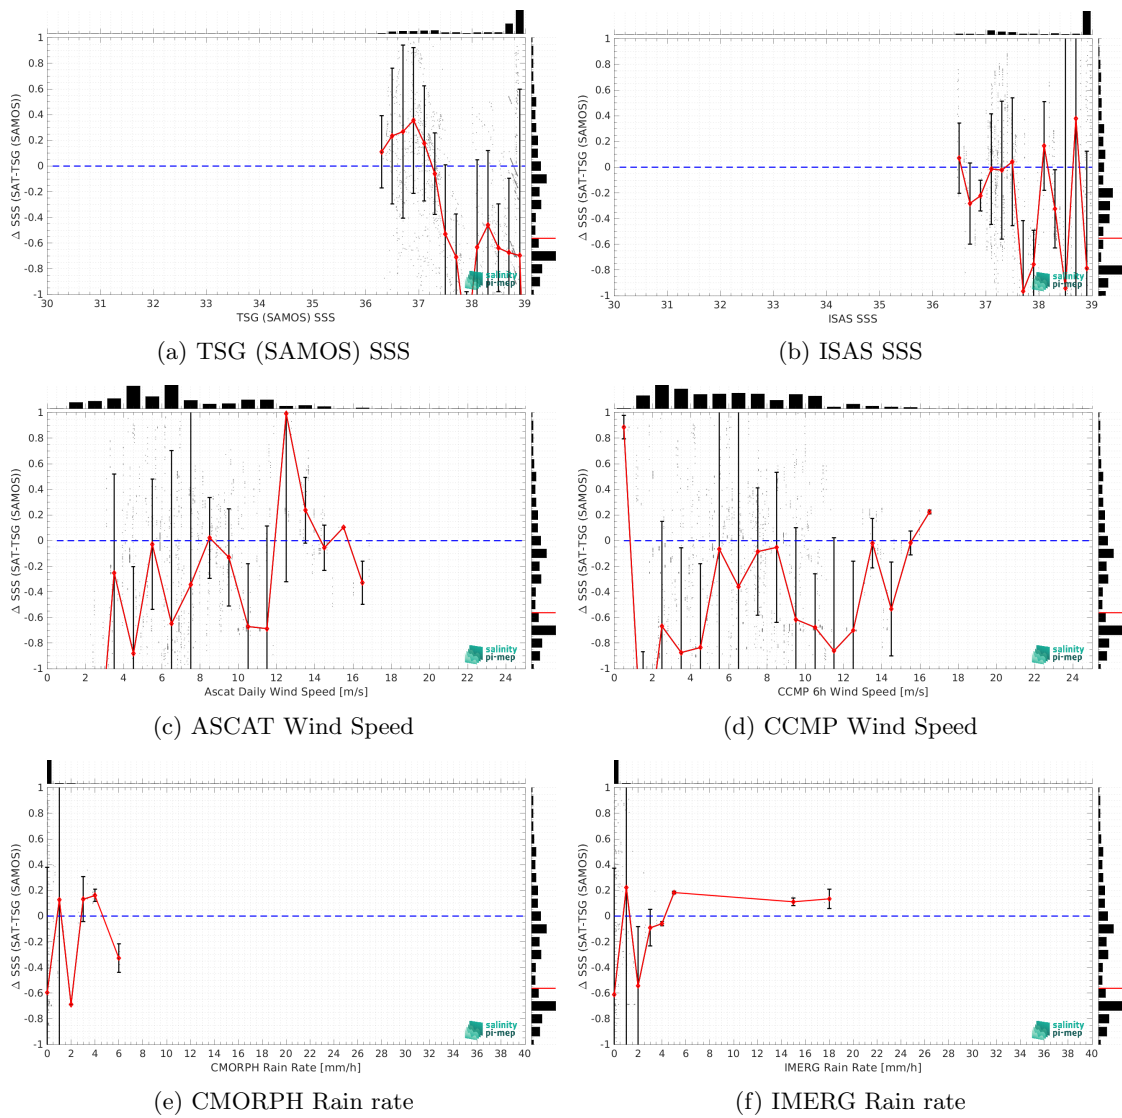 1
0.8
0.6
0.4
0.2
0
-0.2
-0.4
-0.6
-0.8
-1
Δ SSS (SAT-TSG (SAMOS))
30 31 32 33 34 35 36 37 38 39
TSG (SAMOS) SSS
salinity
pi-mep
(a) TSG (SAMOS) SSS
1
0.8
0.6
0.4
0.2
0
-0.2
-0.4
-0.6
-0.8
-1
Δ SSS (SAT-TSG (SAMOS))
30 31 32 33 34 35 36 37 38 39
ISAS SSS
salinity
pi-mep
(b) ISAS SSS
1
0.8
0.6
0.4
0.2
0
-0.2
-0.4
-0.6
-0.8
-1
Δ SSS (SAT-TSG (SAMOS))
0 2 4 6 8 10 12 14 16 18 20 22 24
Ascat Daily Wind Speed [m/s]
salinity
pi-mep
(c) ASCAT Wind Speed
1
0.8
0.6
0.4
0.2
0
-0.2
-0.4
-0.6
-0.8
-1
Δ SSS (SAT-TSG (SAMOS))
0 2 4 6 8 10 12 14 16 18 20 22 24
CCMP 6h Wind Speed [m/s]
salinity
pi-mep
(d) CCMP Wind Speed
1
0.8
0.6
0.4
0.2
0
-0.2
-0.4
-0.6
-0.8
-1
Δ SSS (SAT-TSG (SAMOS))
0 2 4 6 8 10 12 14 16 18 20 22 24 26 28 30 32 34 36 38 40
CMORPH Rain Rate [mm/h]
salinity
pi-mep
(e) CMORPH Rain rate
1
0.8
0.6
0.4
0.2
0
-0.2
-0.4
-0.6
-0.8
-1
Δ SSS (SAT-TSG (SAMOS))
0 2 4 6 8 10 12 14 16 18 20 22 24 26 28 30 32 34 36 38 40
IMERG Rain Rate [mm/h]
salinity
pi-mep
(f) IMERG Rain rate